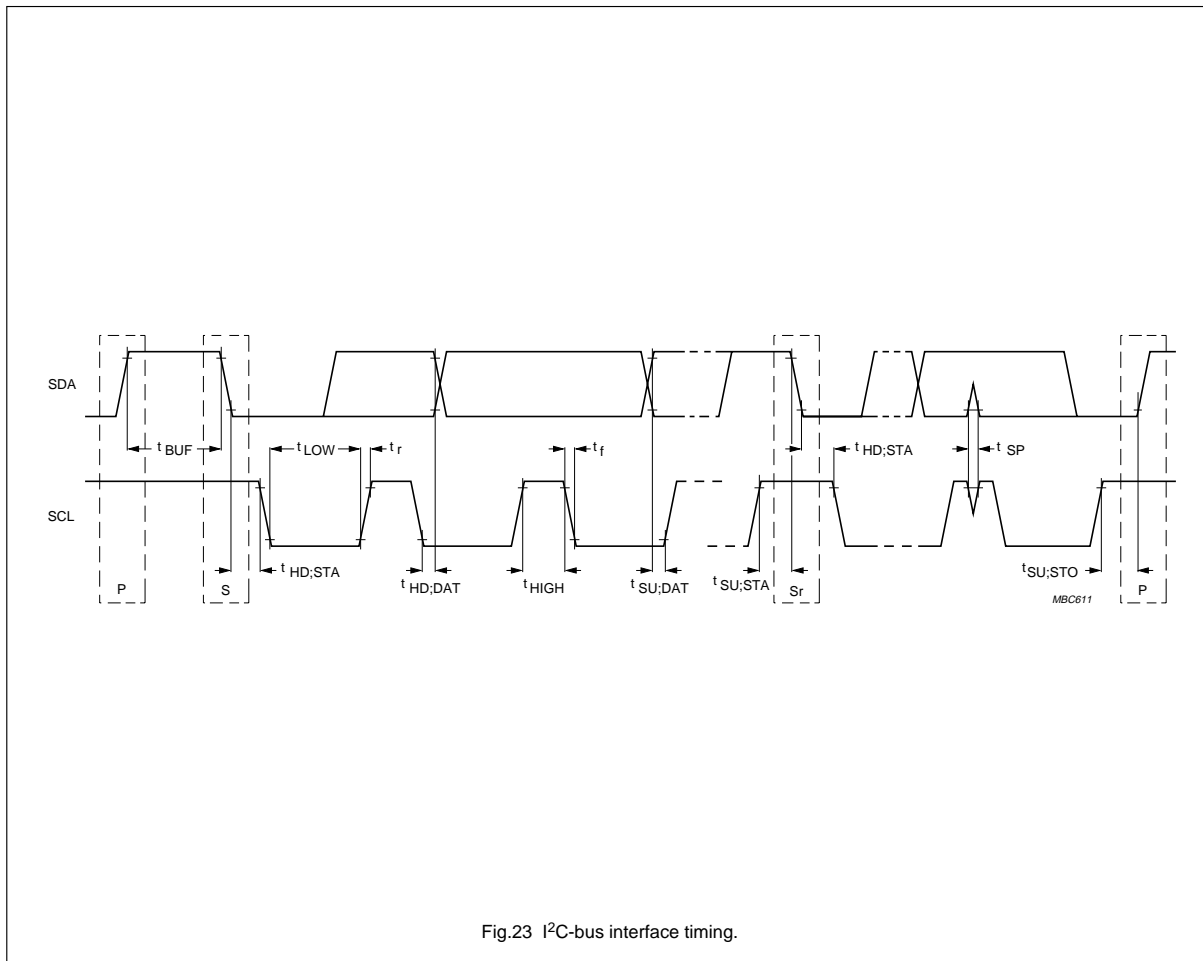 SDA
t BUF
t LOW
t r
t f
t HD;STA
t SP
SCL
t HD;STA
t HD;DAT
t HIGH
t SU;DAT
t SU;STA
t SU;STO
P
S
Sr
MBC611
P
Fig.23 I²C-bus interface timing.